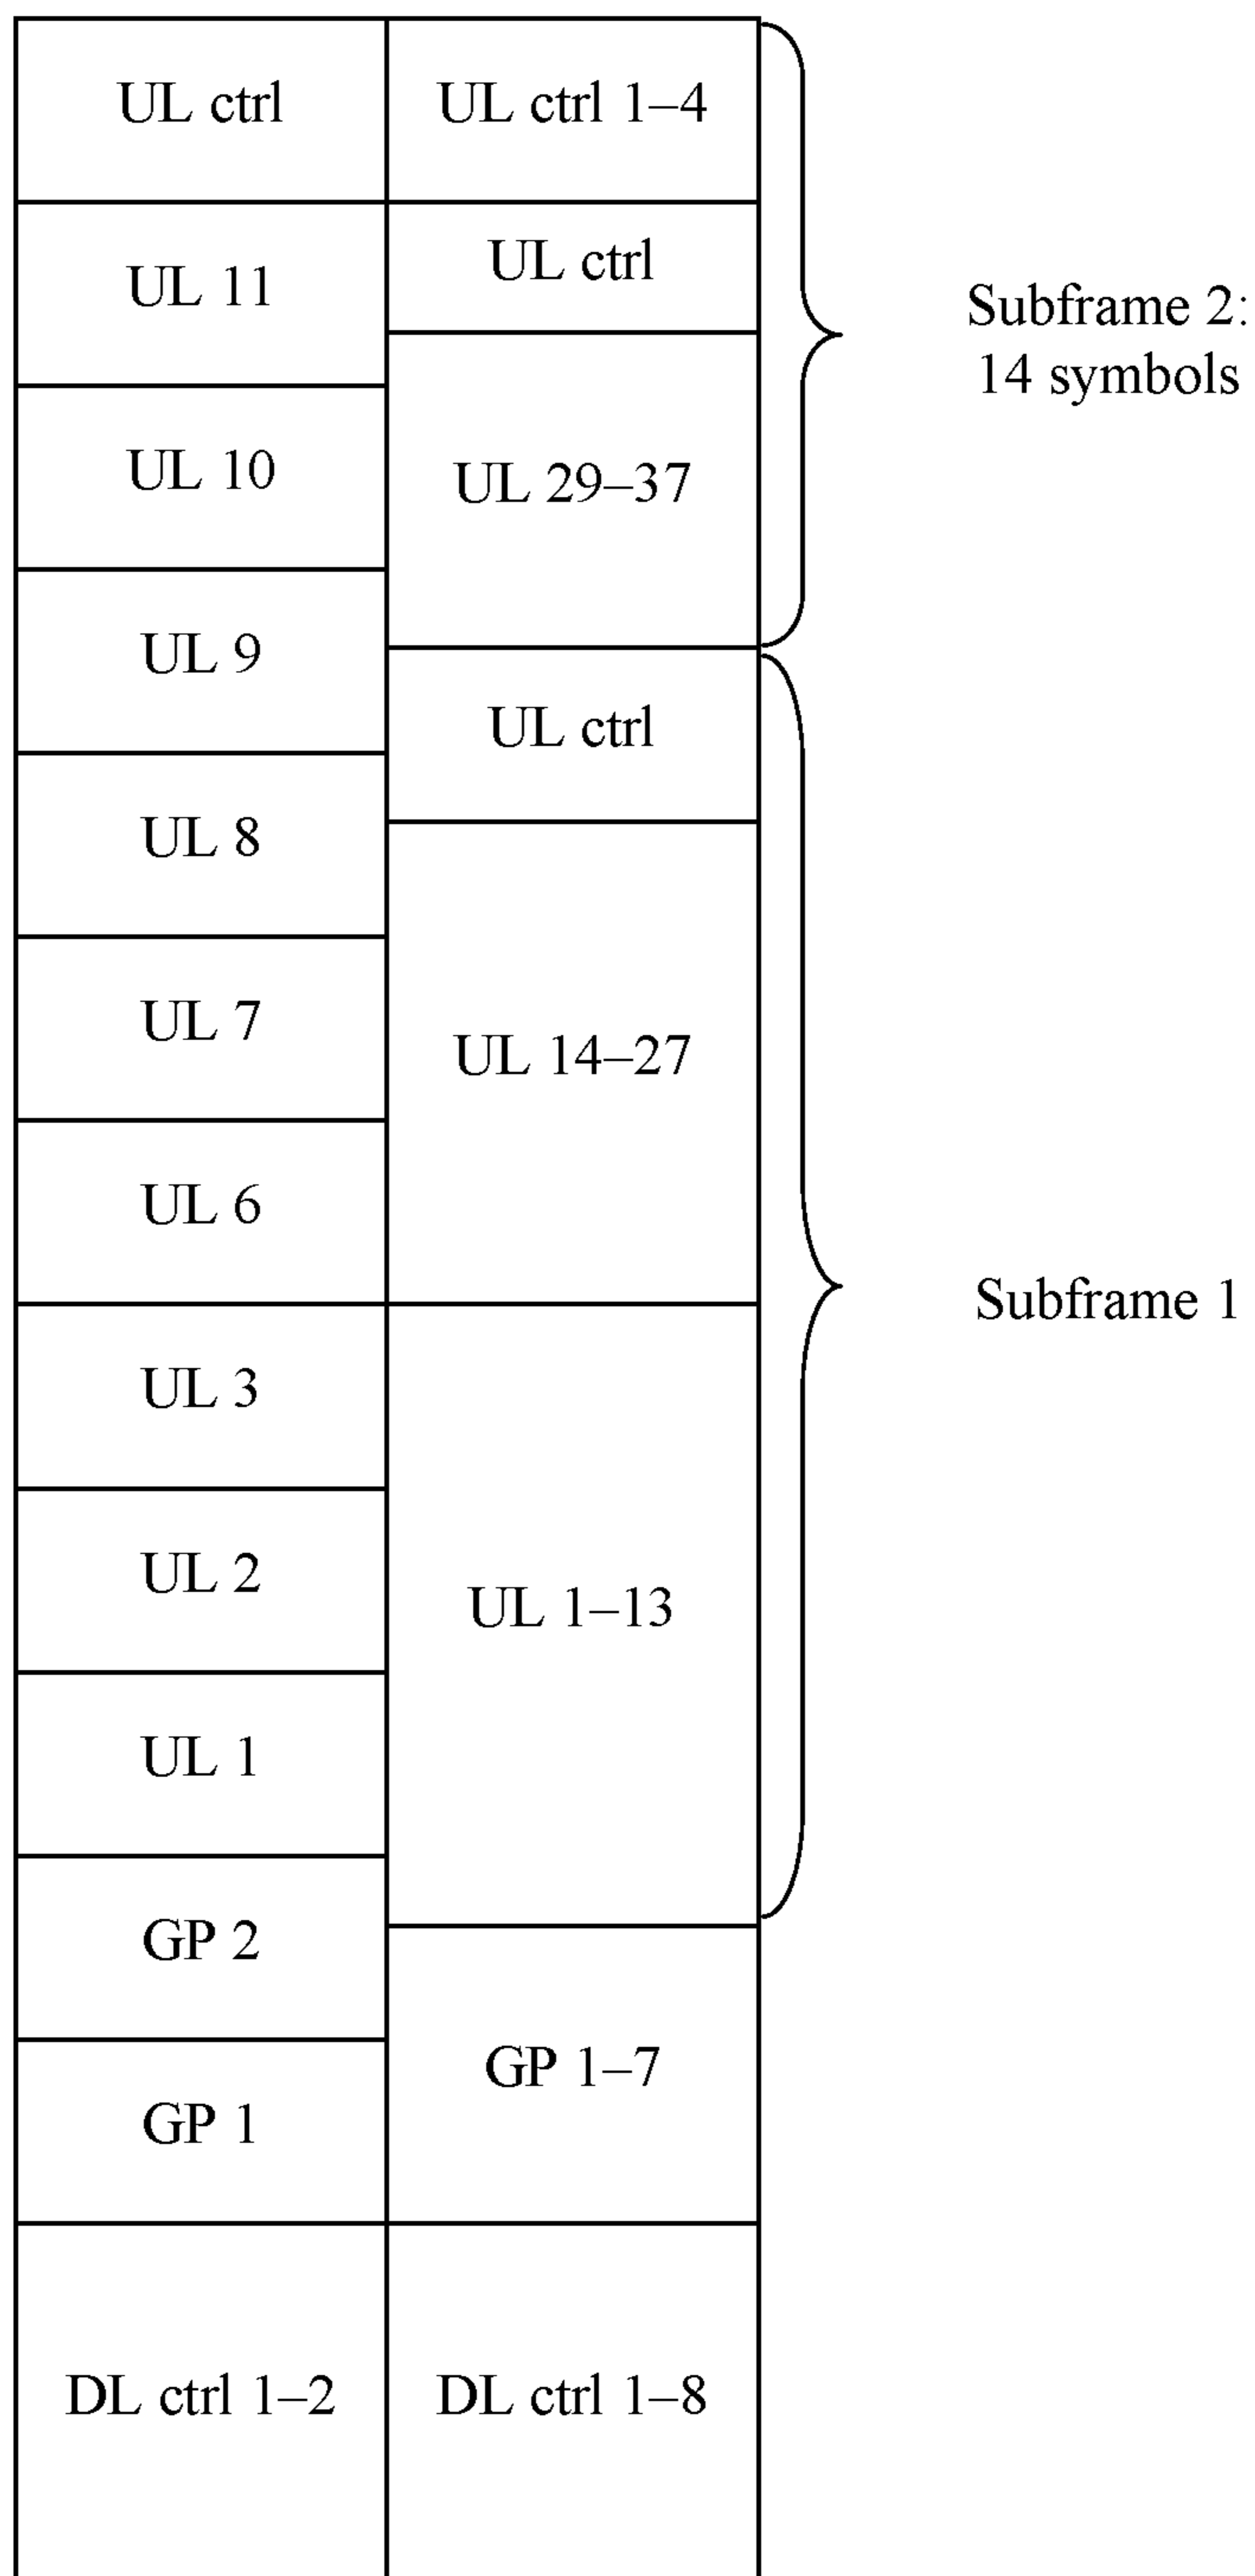 UL ctrl
UL ctrl 1–4
UL 11
UL ctrl
Subframe 2:
14 symbols
UL 10
UL 29–37
UL 9
UL ctrl
UL 8
UL 7
UL 14–27
UL 6
Subframe 1
UL 3
UL 2
UL 1–13
UL 1
GP 2
GP 1–7
GP 1
DL ctrl 1–2
DL ctrl 1–8